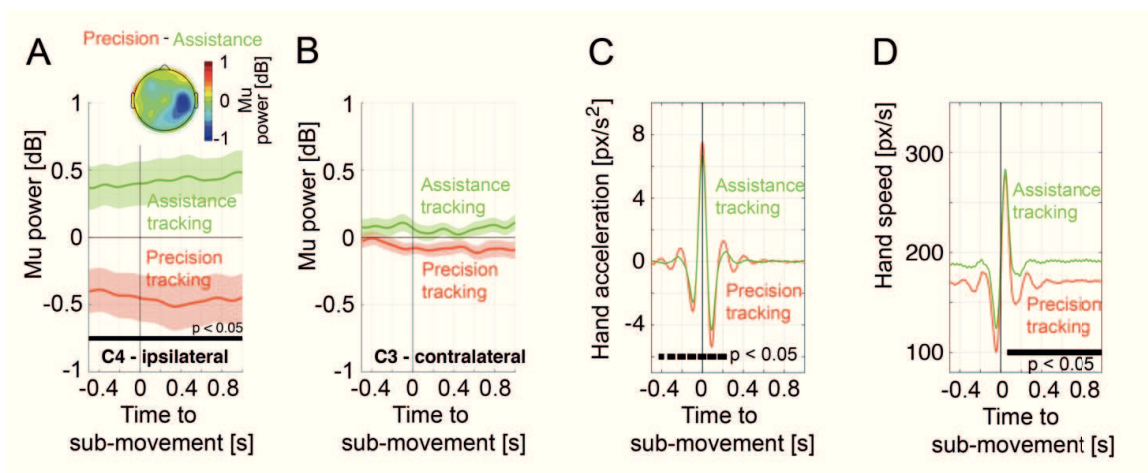 A
Precision - Assistance
1
0
-1
Mu power [dB]
Mu power [dB]
1
0.5
0
-0.5
-1
Assistance tracking
Precision tracking
p < 0.05
C4 - ipsilateral
-0.4 0 0.4 0.8
Time to
sub-movement [s]
B
Mu power [dB]
1
0.5
0
-0.5
-1
Assistance
tracking
Precision
tracking
C3 - contralateral
-0.4 0 0.4 0.8
Time to
sub-movement [s]
C
Hand acceleration [px/s2]
8
4
0
-4
Assistance
tracking
Precision
tracking
p < 0.05
-0.4 0 0.4 0.8
Time to
sub-movement [s]
D
Hand speed [px/s]
300
200
100
Assistance
tracking
Precision
tracking
p < 0.05
-0.4 0 0.4 0.8
Time to
sub-movement [s]